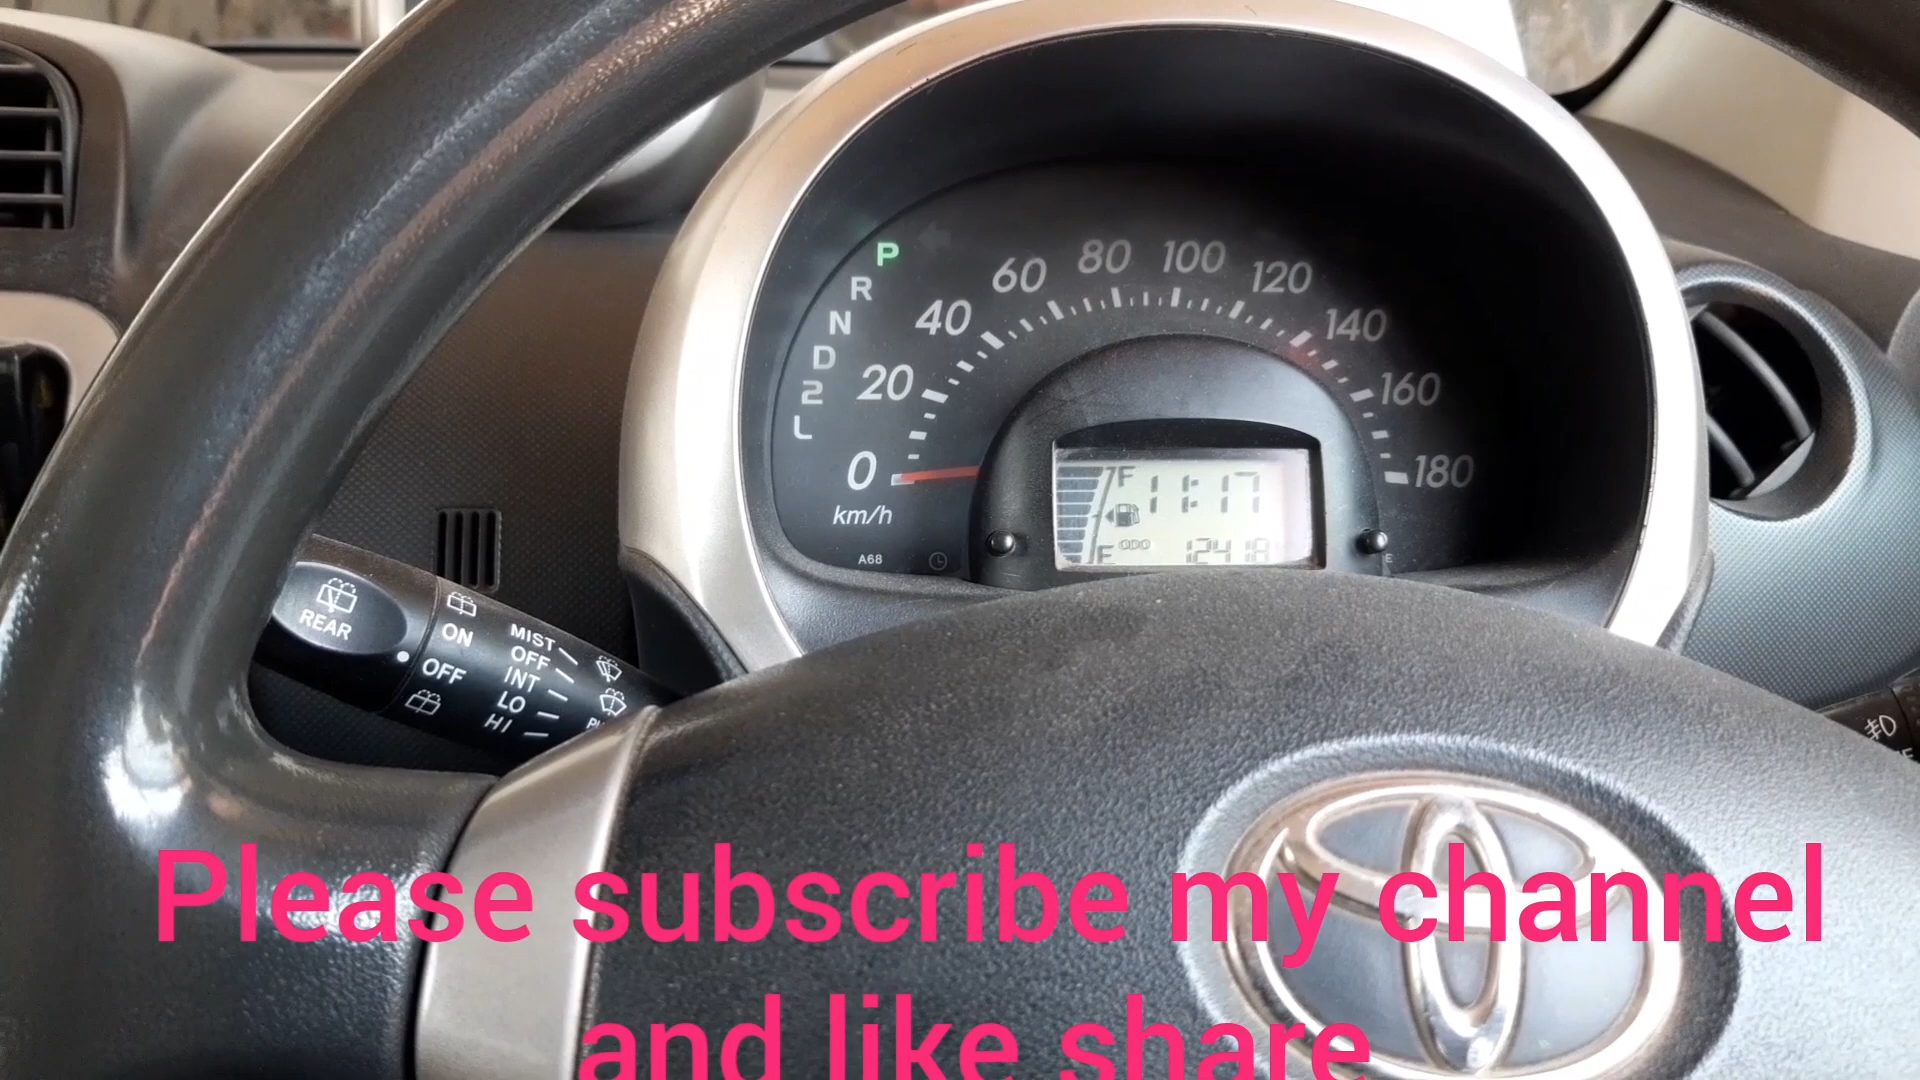 P
R
N
D
2
L
0
20
40
60
80
100
120
140
160
180
km/h
A68
F
11:17
E
ODO
12418
E
REAR
ON
OFF
MIST
OFF
INT
LO
HI
Please subscribe my channel
and like share